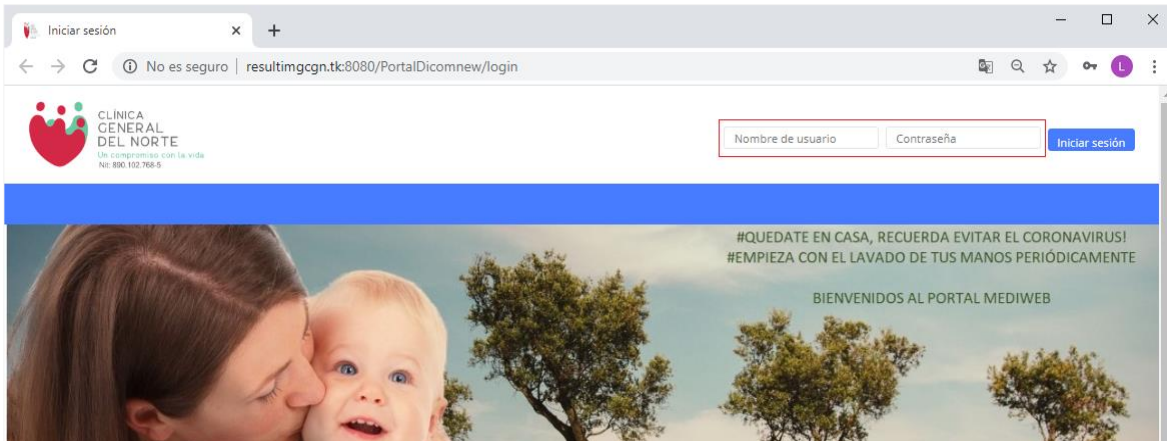 Iniciar sesión
No es seguro | resultimgcgn.tk:8080/PortalDicomnew/login
L
CLÍNICA
GENERAL
DEL NORTE
Un compromiso con la vida
Nit: 890.102.768-5
Nombre de usuario
Contraseña
Iniciar sesión
#QUEDATE EN CASA, RECUERDA EVITAR EL CORONAVIRUS!
#EMPIEZA CON EL LAVADO DE TUS MANOS PERIÓDICAMENTE
BIENVENIDOS AL PORTAL MEDIWEB